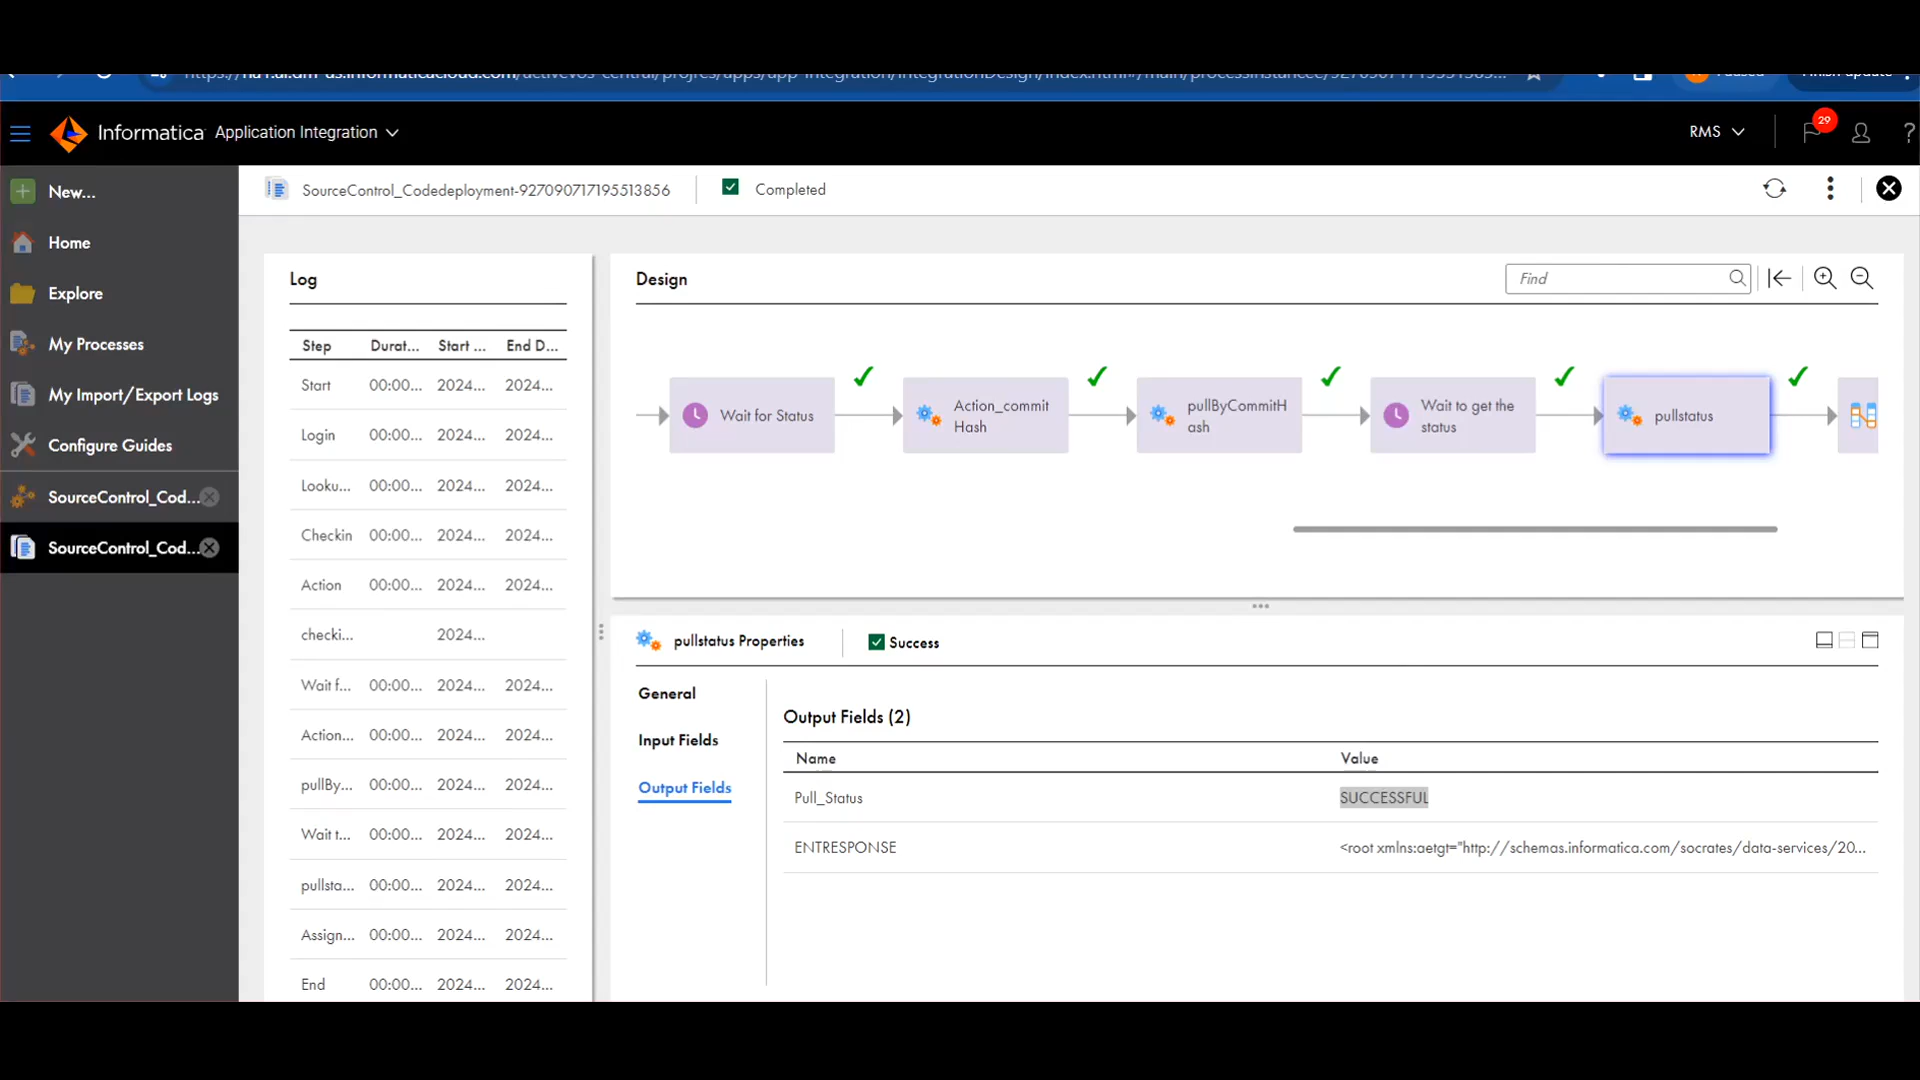 Informatica Application Integration
RMS
29
?
New...
Home
Explore
My Processes
My Import/Export Logs
Configure Guides
SourceControl_Cod...
SourceControl_Cod...
SourceControl_Codedeployment-927090717195513856
Completed
Log
Step Durat... Start ... End D...
Start 00:00... 2024... 2024...
Login 00:00... 2024... 2024...
Looku... 00:00... 2024... 2024...
Checkin 00:00... 2024... 2024...
Action 00:00... 2024... 2024...
checki... 2024...
Wait f... 00:00... 2024... 2024...
Action... 00:00... 2024... 2024...
pullBy... 00:00... 2024... 2024...
Wait t... 00:00... 2024... 2024...
pullsta... 00:00... 2024... 2024...
Assign... 00:00... 2024... 2024...
End 00:00... 2024... 2024...
Design
Find
Wait for Status
Action_commit
Hash
pullByCommitH
ash
Wait to get the
status
pullstatus
pullstatus Properties
Success
General
Input Fields
Output Fields
Output Fields (2)
Name Value
Pull_Status SUCCESSFUL
ENTRESPONSE <root xmlns:aetgt="http://schemas.informatica.com/socrates/data-services/20...